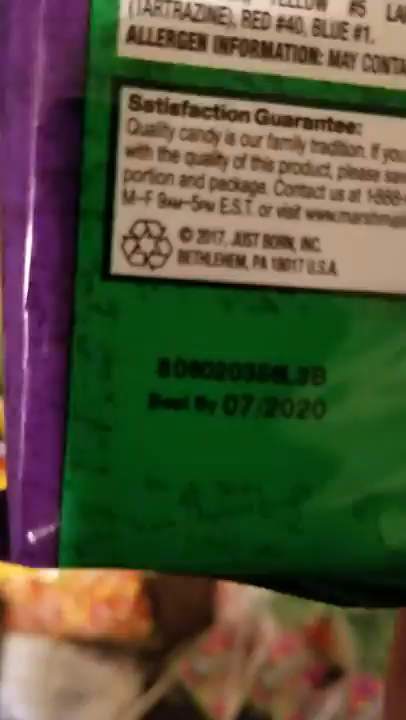 YELLOW #5 LA
(TARTRAZINE), RED #40, BLUE #1.
ALLERGEN INFORMATION: MAY CONTA
Satisfaction Guarantee:
Quality candy is our family tradition. If you
with the quality of this product, please sav
portion and package. Contact us at 1-888-
M–F 9AM–5PM E.S.T. or visit www.marshmall
© 2017, JUST BORN, INC.
BETHLEHEM, PA 18017 U.S.A.
Best By 07/2020